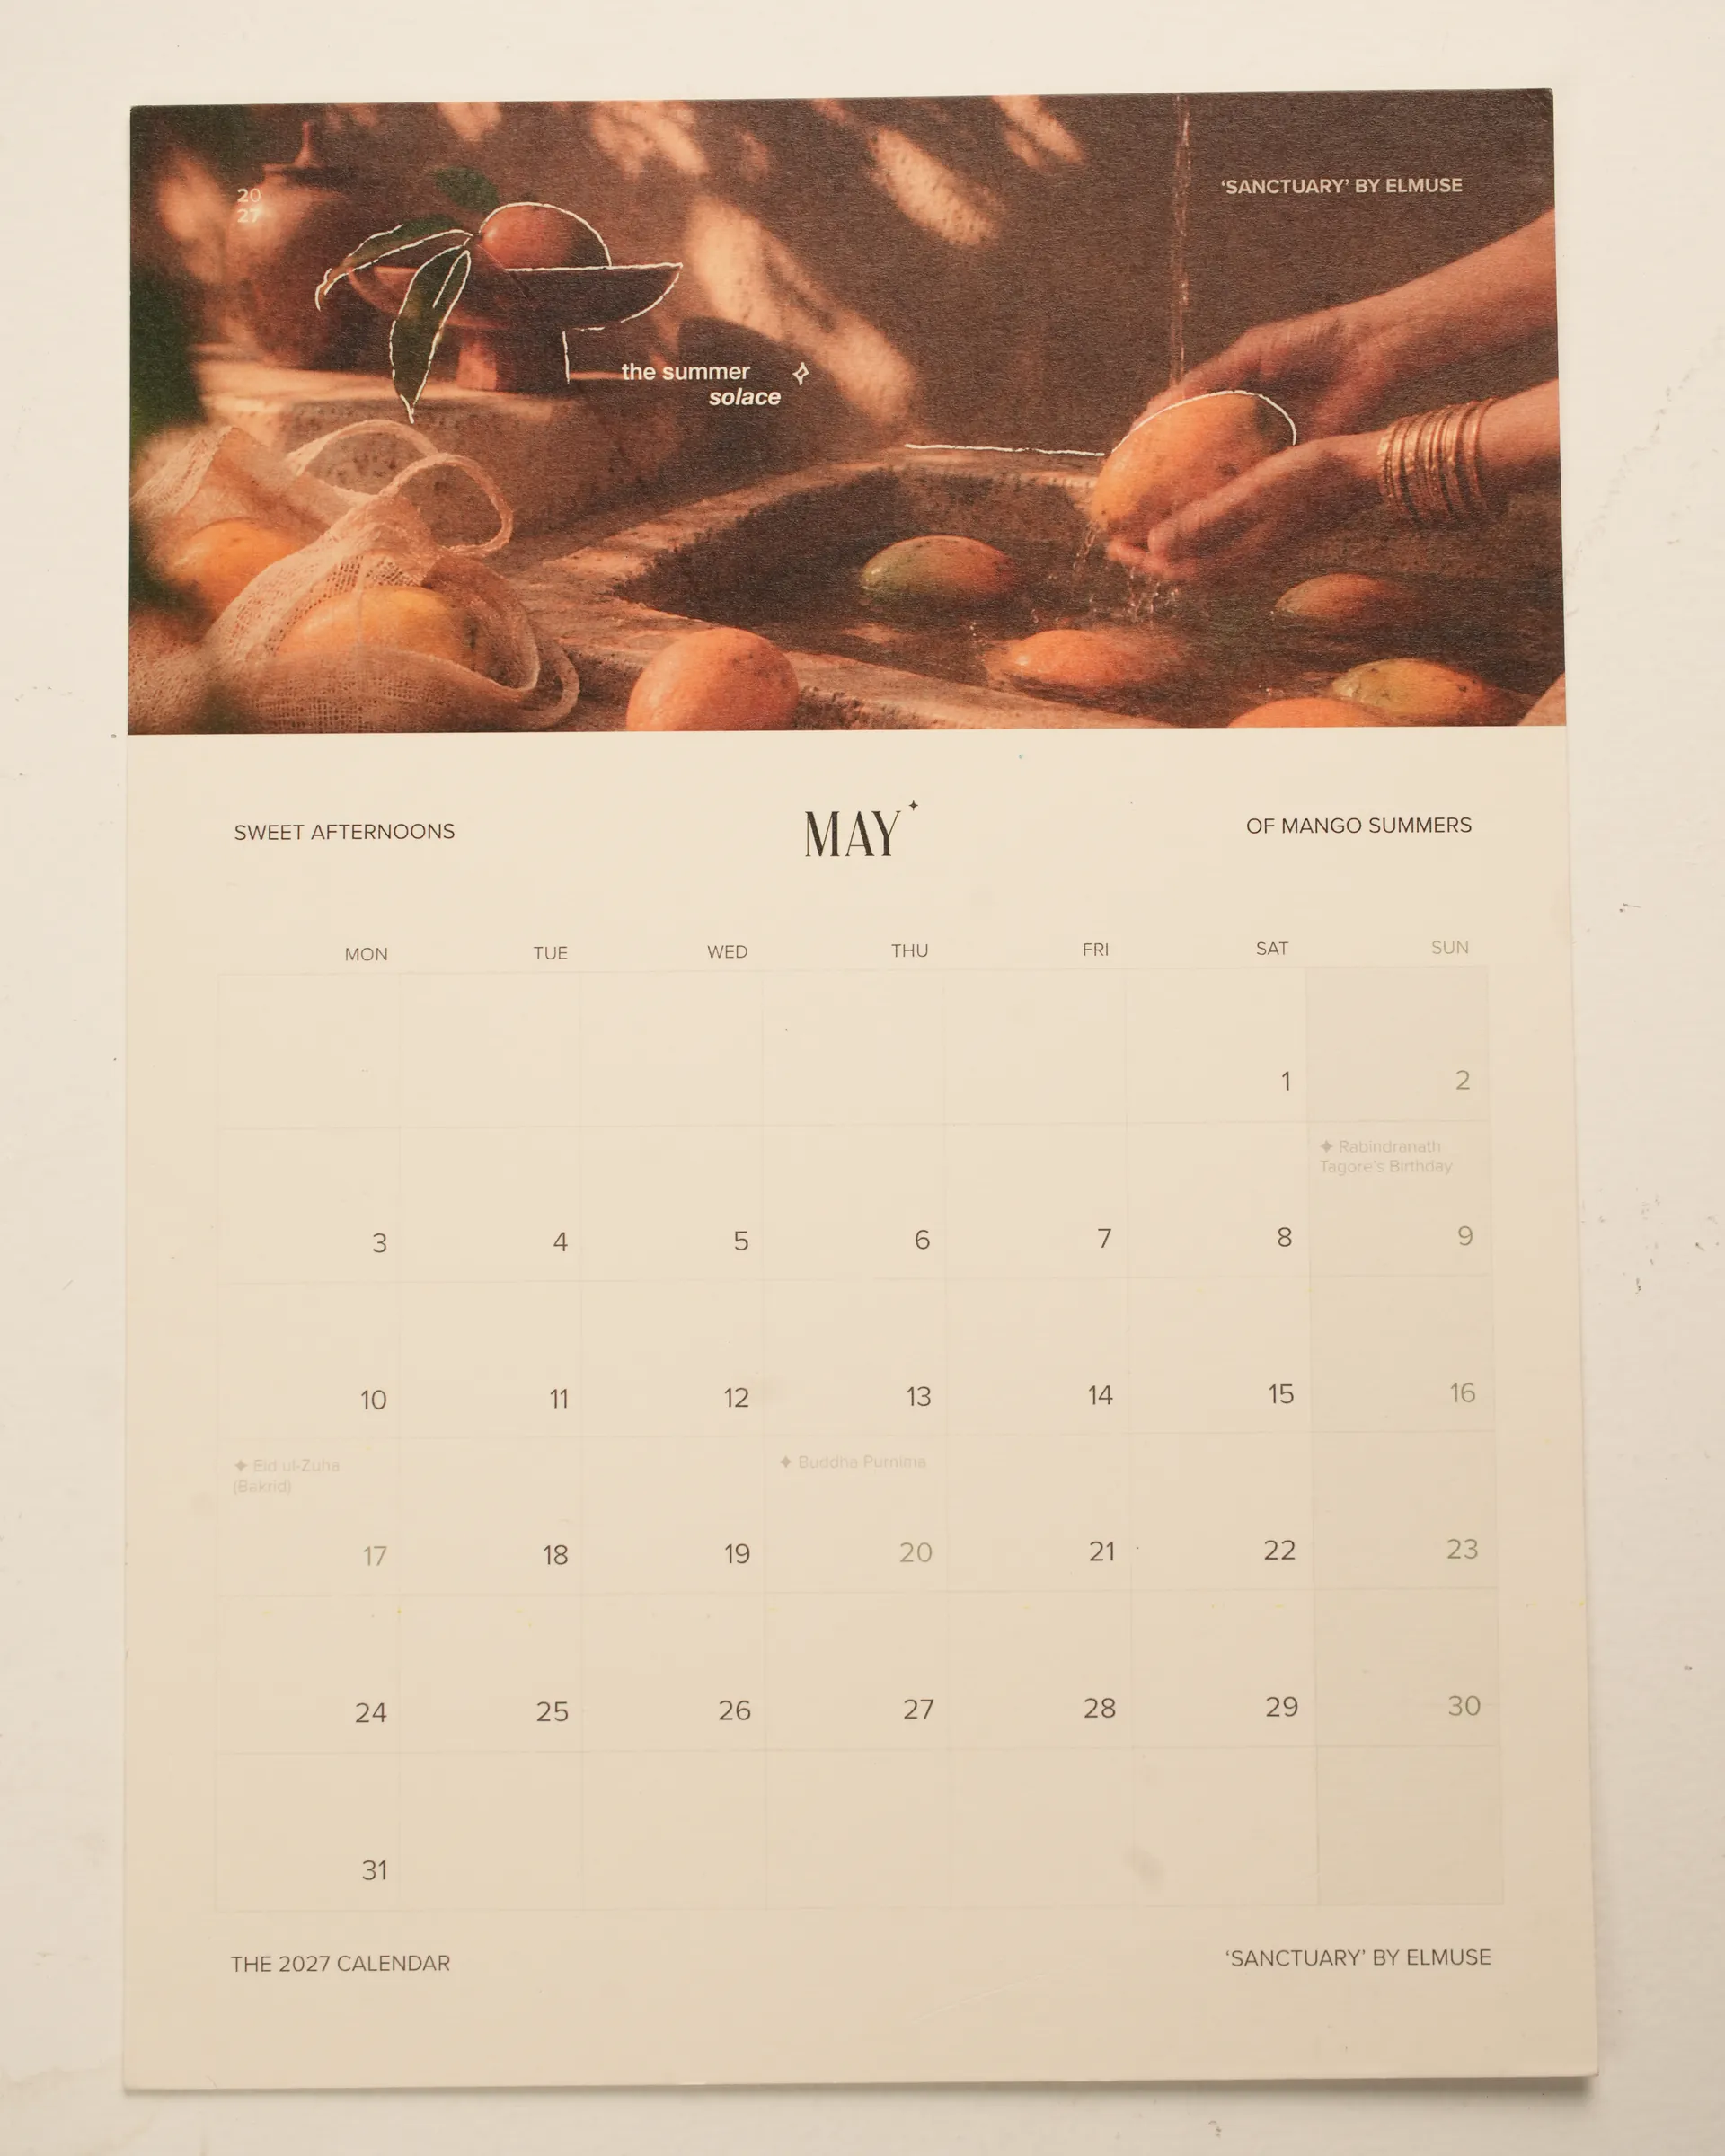 20
27
'SANCTUARY' BY ELMUSE
the summer
solace
SWEET AFTERNOONS
MAY
OF MANGO SUMMERS
MON TUE WED THU FRI SAT SUN
1 2
✦ Rabindranath
Tagore's Birthday
3 4 5 6 7 8 9
10 11 12 13 14 15 16
✦ Eid ul-Zuha
(Bakrid)
✦ Buddha Purnima
17 18 19 20 21 22 23
24 25 26 27 28 29 30
31
THE 2027 CALENDAR
'SANCTUARY' BY ELMUSE